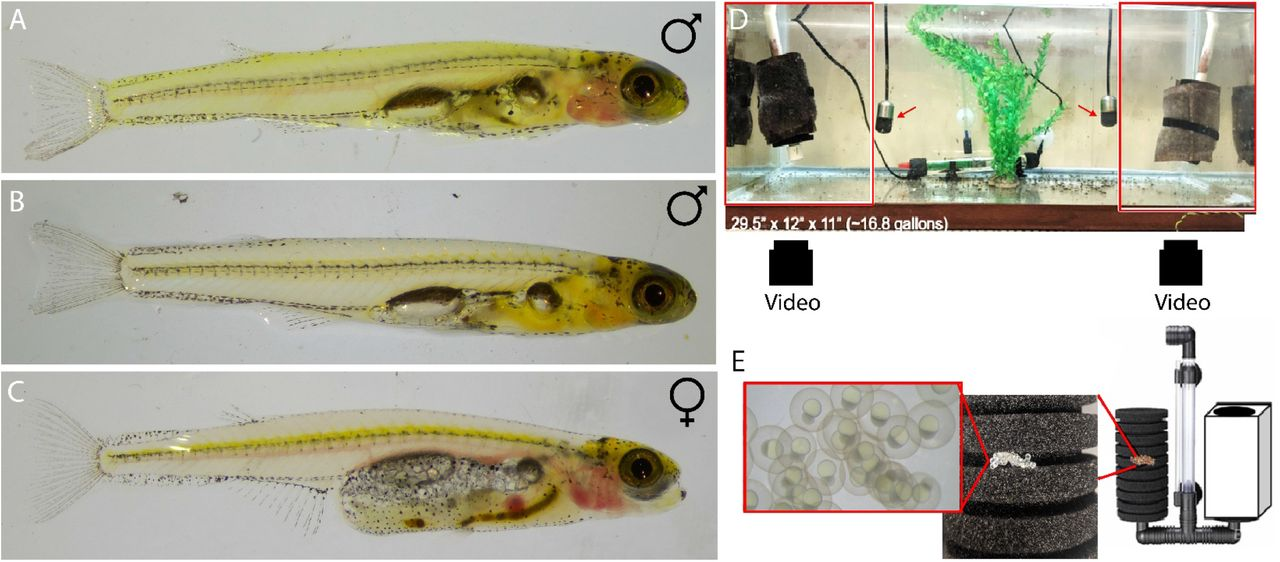 A
B
C
D
29.5" x 12" x 11" (~16.8 gallons)
Video
Video
E